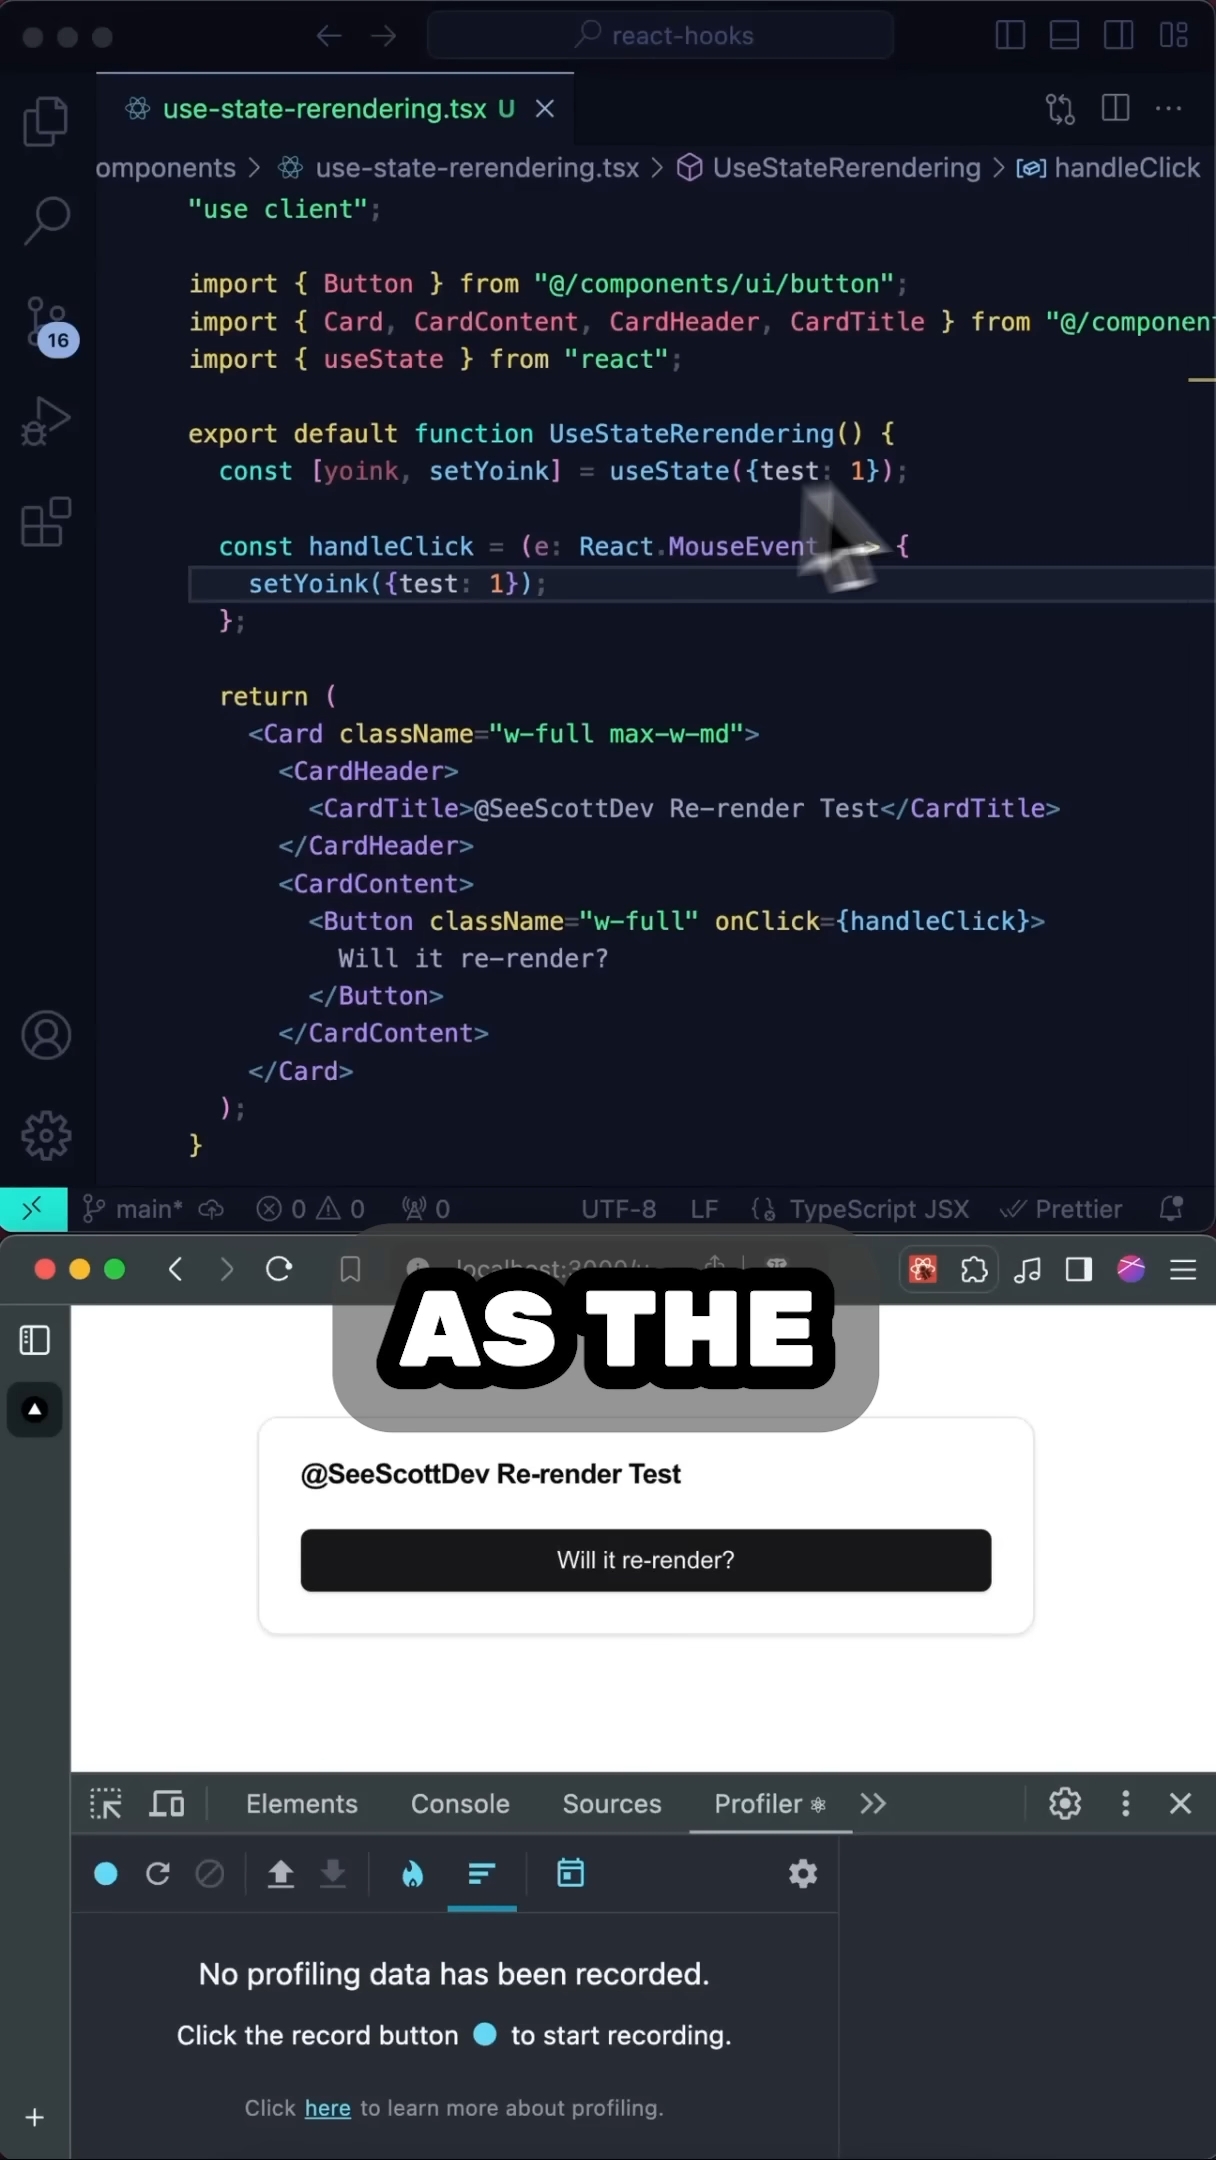 react-hooks
use-state-rerendering.tsx U
omponents > use-state-rerendering.tsx > UseStateRerendering > handleClick
"use client";
import { Button } from "@/components/ui/button";
import { Card, CardContent, CardHeader, CardTitle } from "@/component
import { useState } from "react";
export default function UseStateRerendering() {
const [yoink, setYoink] = useState({test: 1});
const handleClick = (e: React.MouseEvent {
setYoink({test: 1});
};
return (
<Card className="w-full max-w-md">
<CardHeader>
<CardTitle>@SeeScottDev Re-render Test</CardTitle>
</CardHeader>
<CardContent>
<Button className="w-full" onClick={handleClick}>
Will it re-render?
</Button>
</CardContent>
</Card>
);
}
16
main* 0 0 0 UTF-8 LF TypeScript JSX Prettier
AS THE
@SeeScottDev Re-render Test
Will it re-render?
Elements Console Sources Profiler
No profiling data has been recorded.
Click the record button to start recording.
Click here to learn more about profiling.